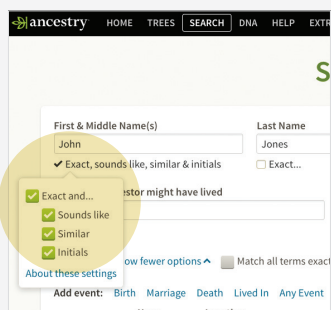 ancestry HOME TREES SEARCH DNA HELP EXTR
S
First & Middle Name(s) Last Name
John Jones
Exact, sounds like, similar & initials Exact...
Exact and... estor might have lived
Sounds like
Similar
Initials
ow fewer options Match all terms exact
About these settings
Add event: Birth Marriage Death Lived In Any Event